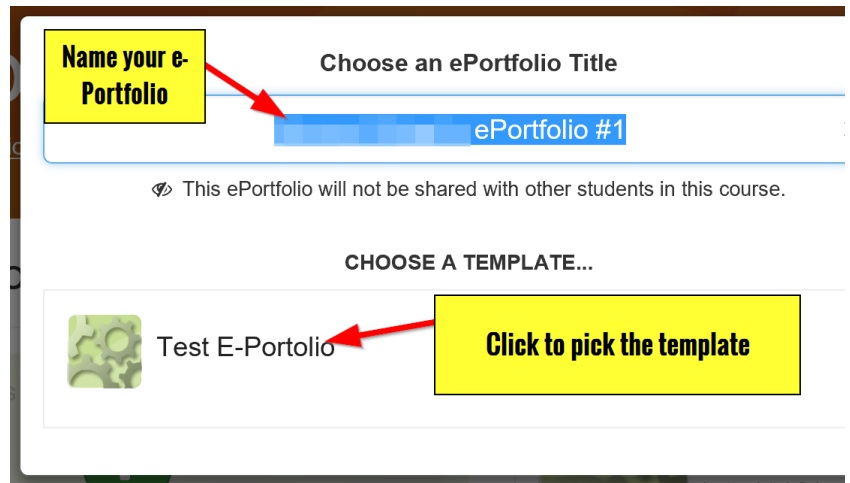 Name your e-
Portfolio
Choose an ePortfolio Title
ePortfolio #1
This ePortfolio will not be shared with other students in this course.
CHOOSE A TEMPLATE...
Test E-Portolio
Click to pick the template